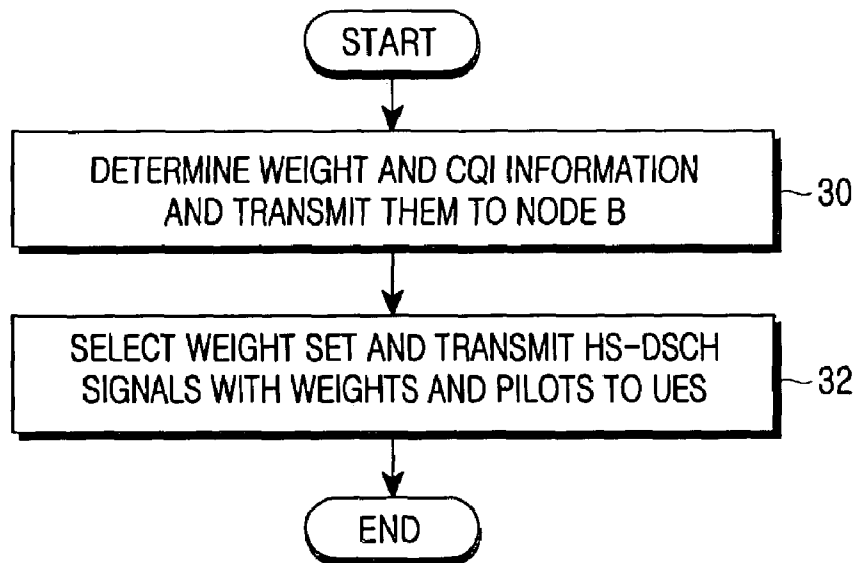 START
DETERMINE WEIGHT AND CQI INFORMATION
AND TRANSMIT THEM TO NODE B
30
SELECT WEIGHT SET AND TRANSMIT HS-DSCH
SIGNALS WITH WEIGHTS AND PILOTS TO UES
32
END